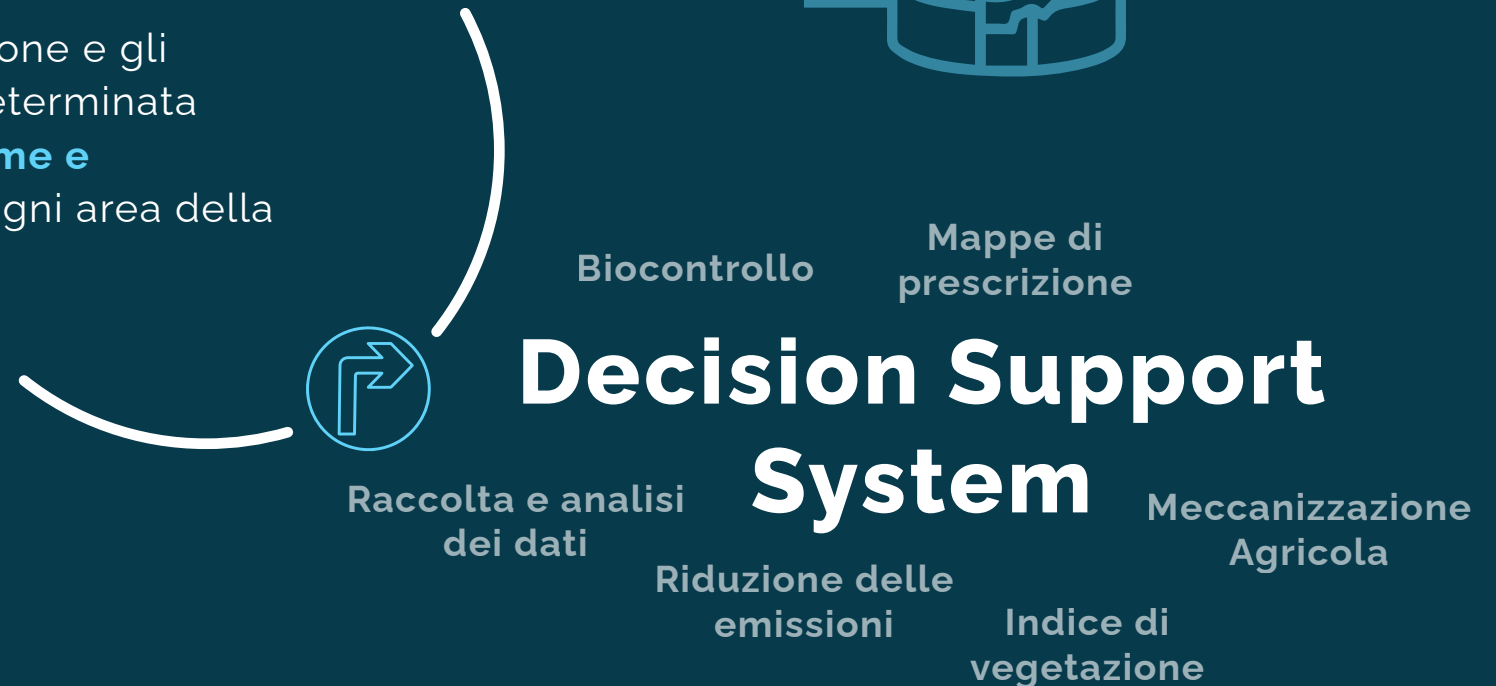 one e gli
eterminata
me e
gni area della
Biocontrollo
Mappe di
prescrizione
Decision Support
System
Raccolta e analisi
dei dati
Meccanizzazione
Agricola
Riduzione delle
emissioni
Indice di
vegetazione